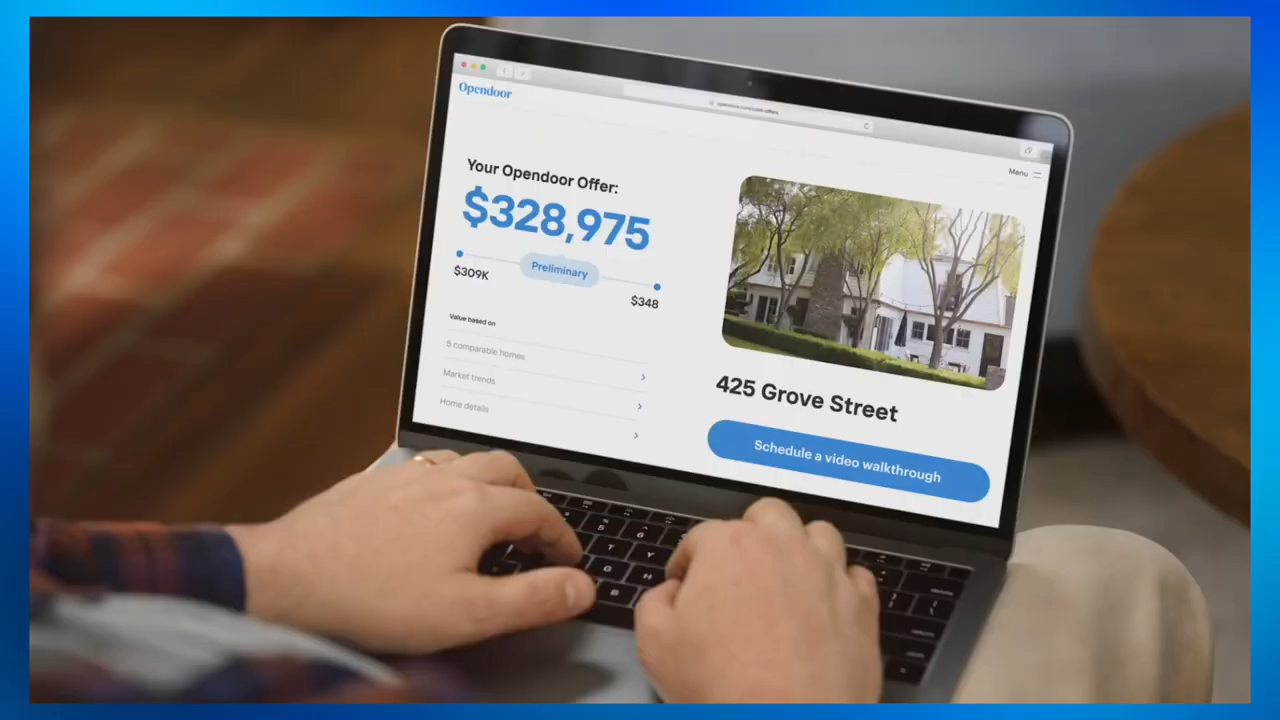 Opendoor
Menu
Your Opendoor Offer:
$328,975
Preliminary
$309K
$348
Value based on
5 comparable homes
Market trends
Home details
425 Grove Street
Schedule a video walkthrough
T
Y
G
H
B
delete